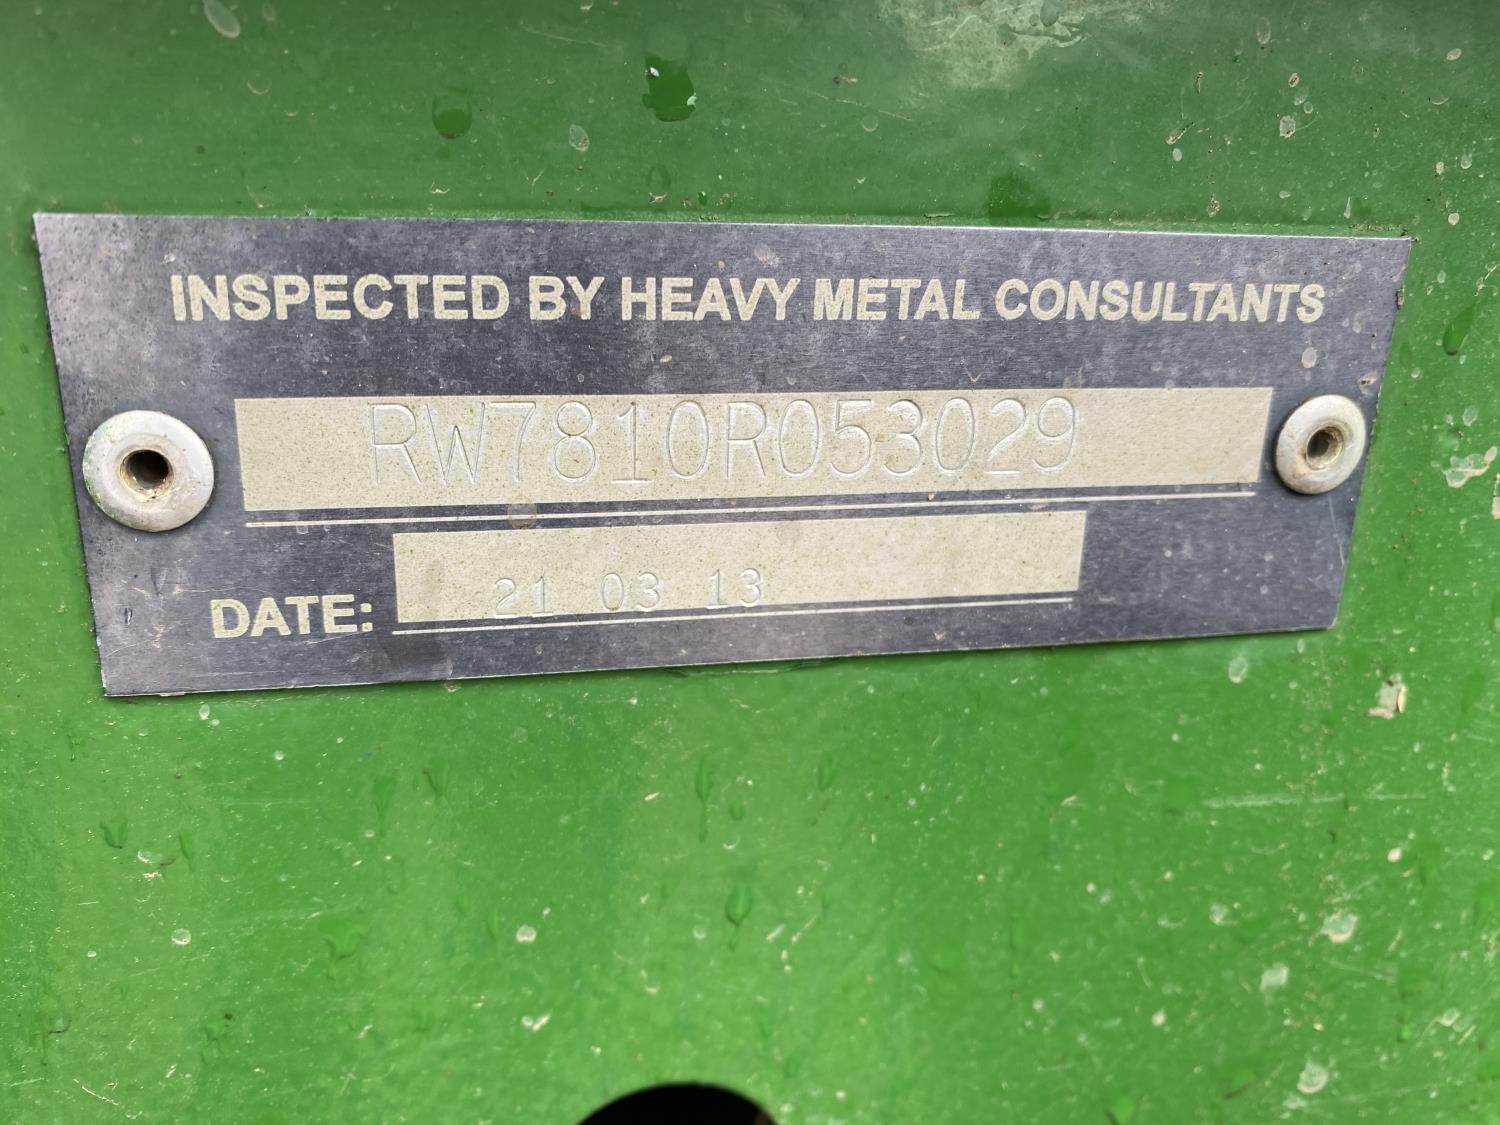 INSPECTED BY HEAVY METAL CONSULTANTS
RW7810R053029
DATE: 21 03 13